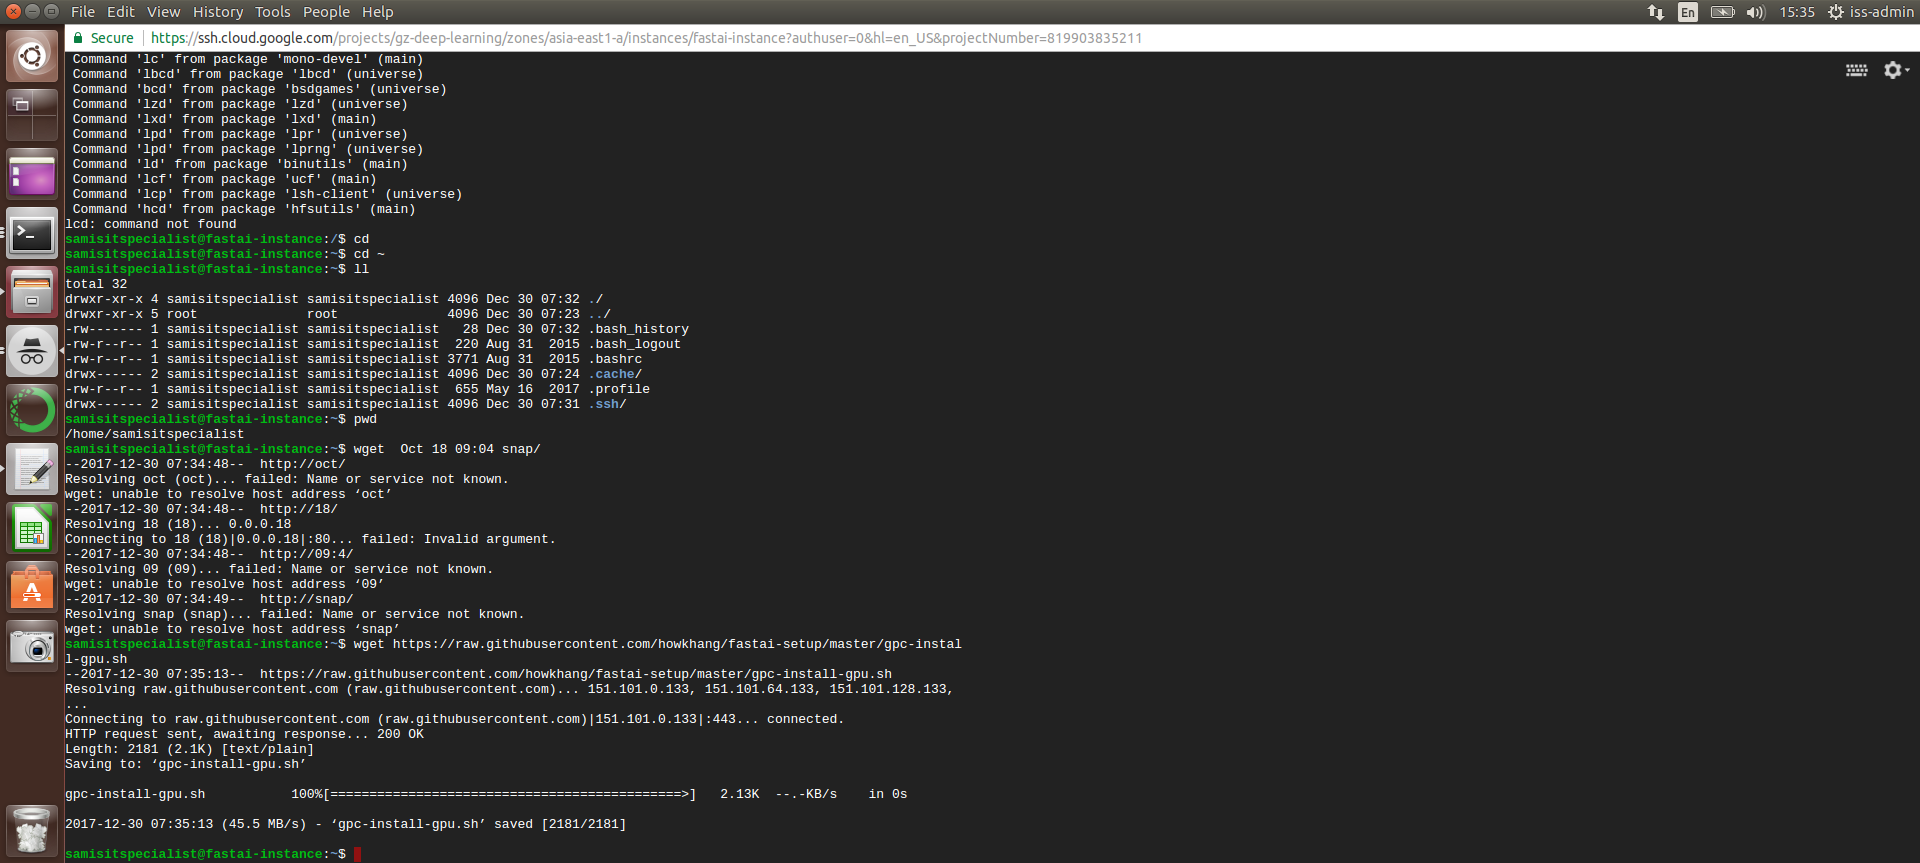 File Edit View History Tools People Help
En
15:35
iss-admin
Secure
https://ssh.cloud.google.com/projects/gz-deep-learning/zones/asia-east1-a/instances/fastai-instance?authuser=0&hl=en_US&projectNumber=819903835211
Command 'lc' from package 'mono-devel' (main)
Command 'lbcd' from package 'lbcd' (universe)
Command 'bcd' from package 'bsdgames' (universe)
Command 'lzd' from package 'lzd' (universe)
Command 'lxd' from package 'lxd' (main)
Command 'lpd' from package 'lpr' (universe)
Command 'lpd' from package 'lprng' (universe)
Command 'ld' from package 'binutils' (main)
Command 'lcf' from package 'ucf' (main)
Command 'lcp' from package 'lsh-client' (universe)
Command 'hcd' from package 'hfsutils' (main)
lcd: command not found
samisitspecialist@fastai-instance:/$ cd
samisitspecialist@fastai-instance:~$ cd ~
samisitspecialist@fastai-instance:~$ ll
total 32
drwxr-xr-x 4 samisitspecialist samisitspecialist 4096 Dec 30 07:32 ./
drwxr-xr-x 5 root              root              4096 Dec 30 07:23 ../
-rw------- 1 samisitspecialist samisitspecialist   28 Dec 30 07:32 .bash_history
-rw-r--r-- 1 samisitspecialist samisitspecialist  220 Aug 31  2015 .bash_logout
-rw-r--r-- 1 samisitspecialist samisitspecialist 3771 Aug 31  2015 .bashrc
drwx------ 2 samisitspecialist samisitspecialist 4096 Dec 30 07:24 .cache/
-rw-r--r-- 1 samisitspecialist samisitspecialist  655 May 16  2017 .profile
drwx------ 2 samisitspecialist samisitspecialist 4096 Dec 30 07:31 .ssh/
samisitspecialist@fastai-instance:~$ pwd
/home/samisitspecialist
samisitspecialist@fastai-instance:~$ wget  Oct 18 09:04 snap/
--2017-12-30 07:34:48--  http://oct/
Resolving oct (oct)... failed: Name or service not known.
wget: unable to resolve host address ‘oct’
--2017-12-30 07:34:48--  http://18/
Resolving 18 (18)... 0.0.0.18
Connecting to 18 (18)|0.0.0.18|:80... failed: Invalid argument.
--2017-12-30 07:34:48--  http://09:4/
Resolving 09 (09)... failed: Name or service not known.
wget: unable to resolve host address ‘09’
--2017-12-30 07:34:49--  http://snap/
Resolving snap (snap)... failed: Name or service not known.
wget: unable to resolve host address ‘snap’
samisitspecialist@fastai-instance:~$ wget https://raw.githubusercontent.com/howkhang/fastai-setup/master/gpc-instal
l-gpu.sh
--2017-12-30 07:35:13--  https://raw.githubusercontent.com/howkhang/fastai-setup/master/gpc-install-gpu.sh
Resolving raw.githubusercontent.com (raw.githubusercontent.com)... 151.101.0.133, 151.101.64.133, 151.101.128.133,
...
Connecting to raw.githubusercontent.com (raw.githubusercontent.com)|151.101.0.133|:443... connected.
HTTP request sent, awaiting response... 200 OK
Length: 2181 (2.1K) [text/plain]
Saving to: ‘gpc-install-gpu.sh’
gpc-install-gpu.sh           100%[=============================================>]   2.13K  --.-KB/s    in 0s
2017-12-30 07:35:13 (45.5 MB/s) - ‘gpc-install-gpu.sh’ saved [2181/2181]
samisitspecialist@fastai-instance:~$